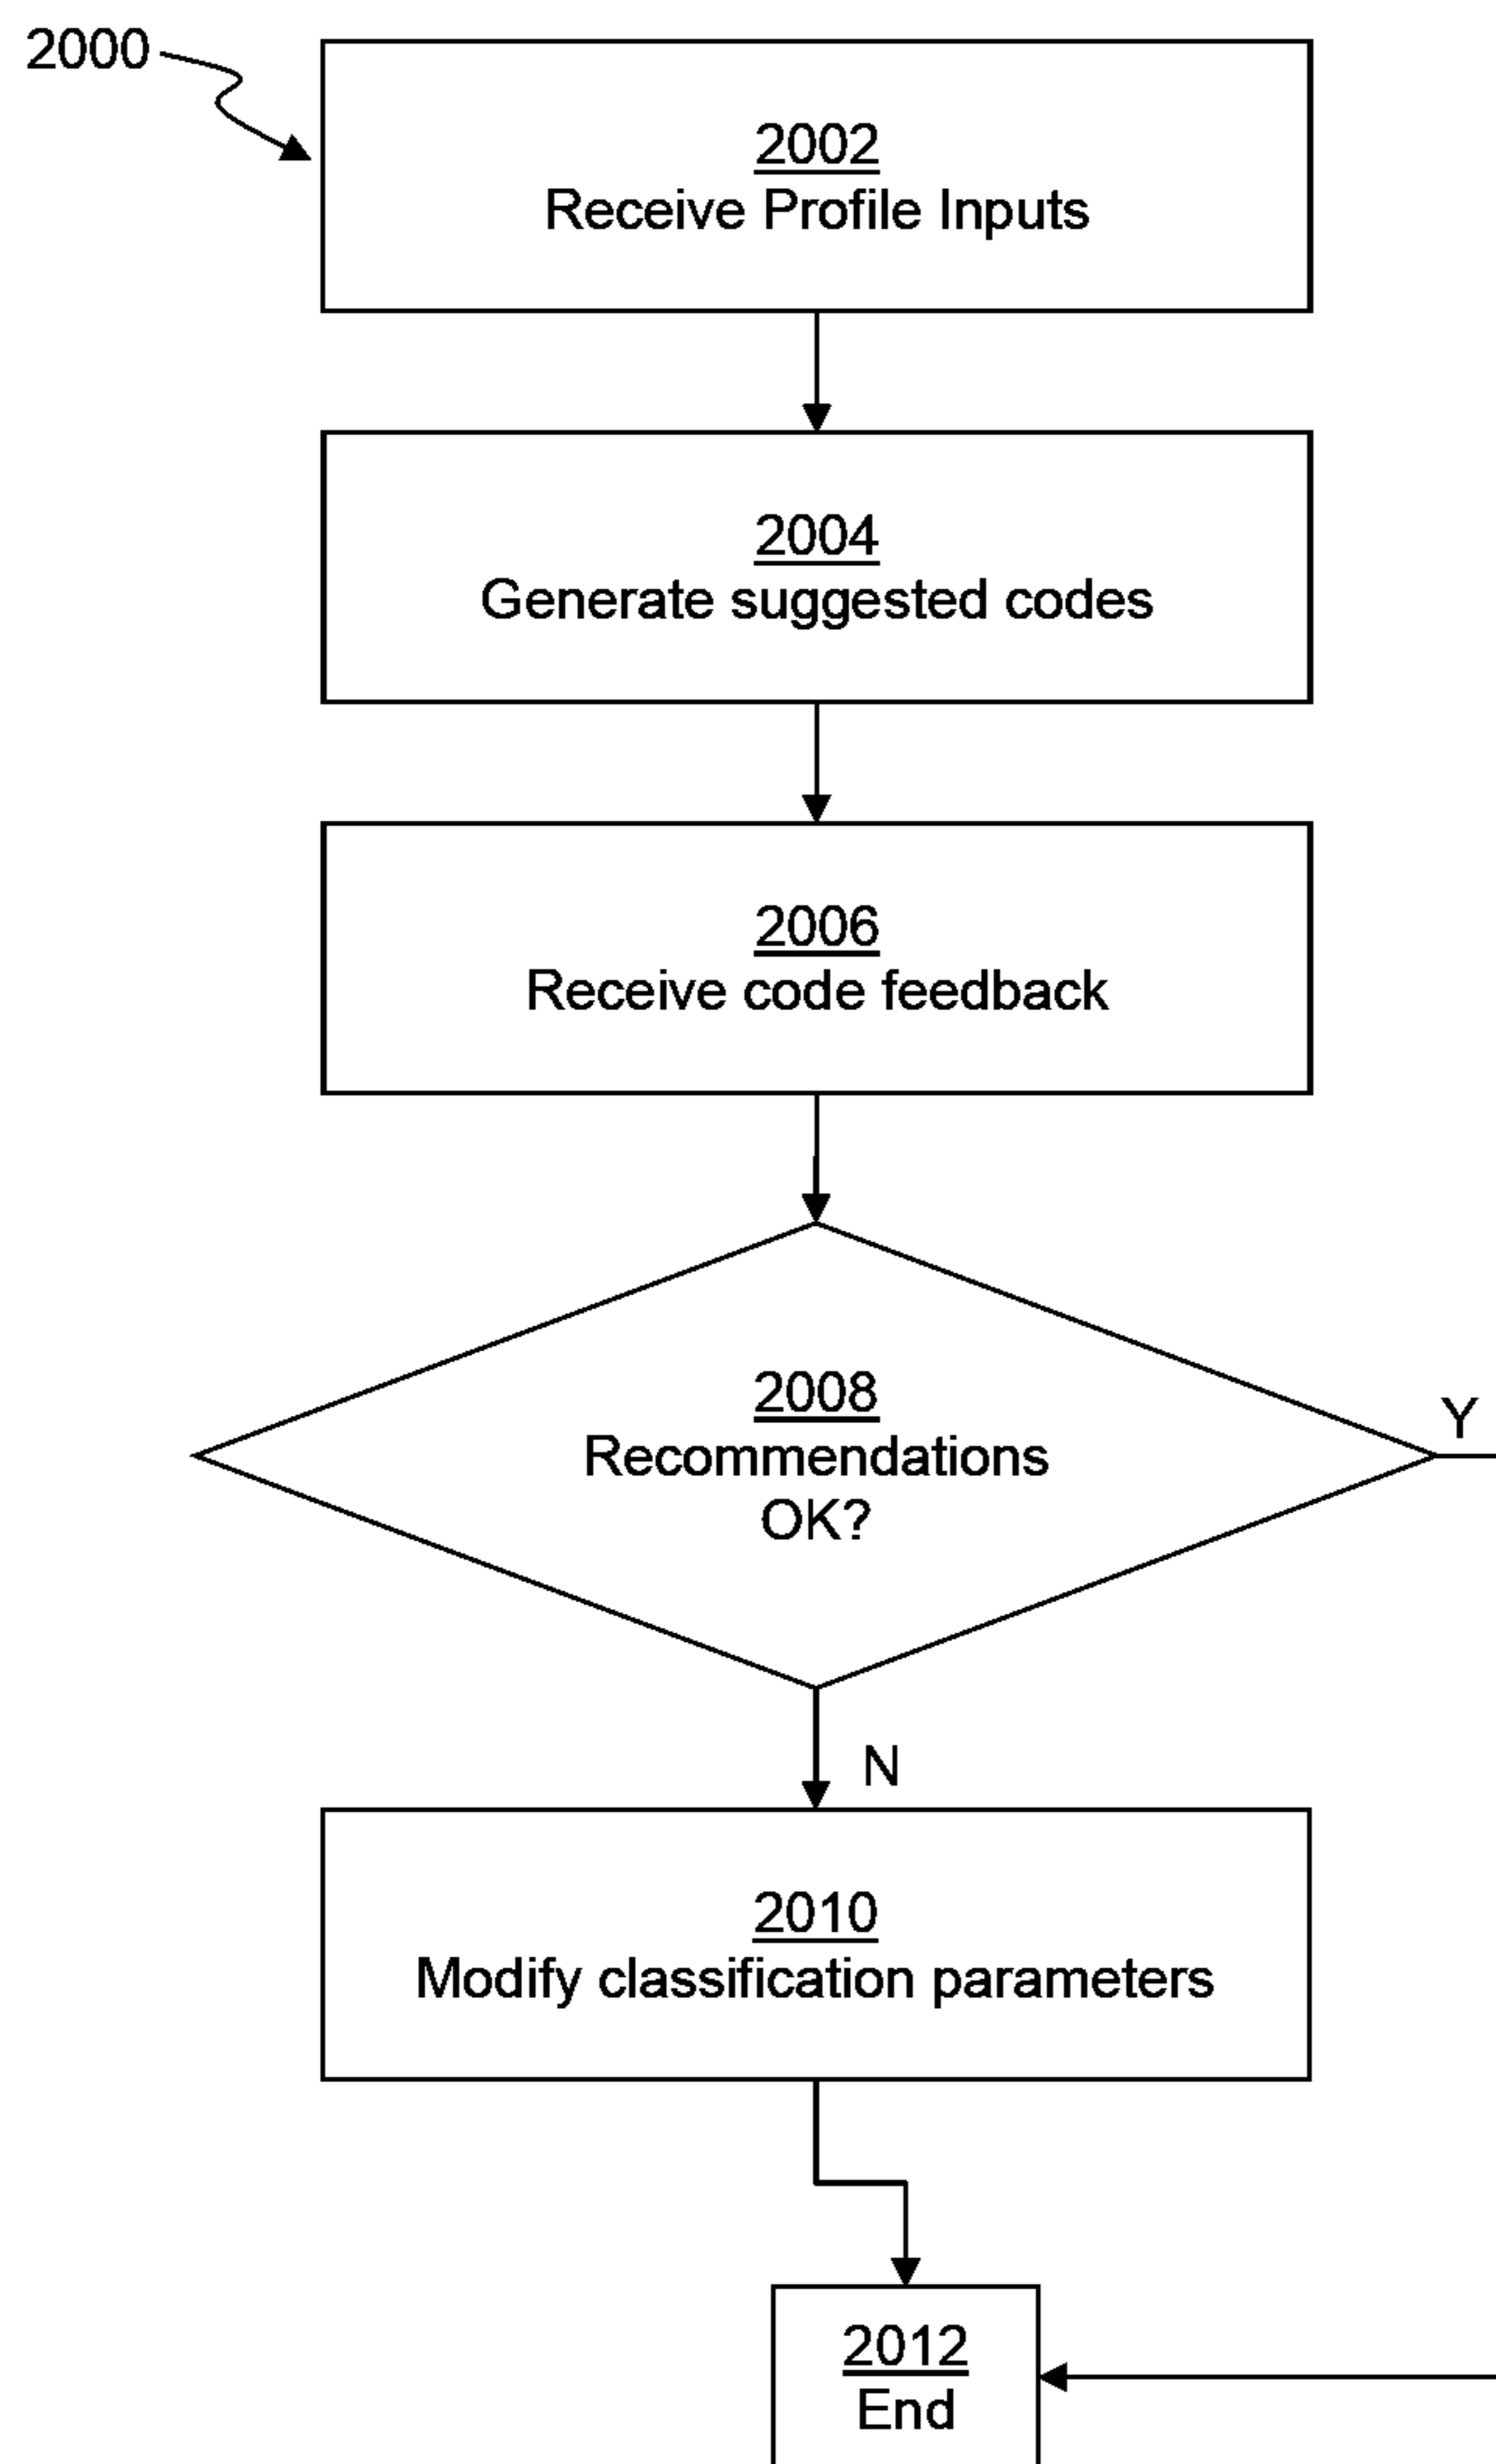 2000
2002
Receive Profile Inputs
2004
Generate suggested codes
2006
Receive code feedback
2008
Recommendations
OK?
Y
N
2010
Modify classification parameters
2012
End